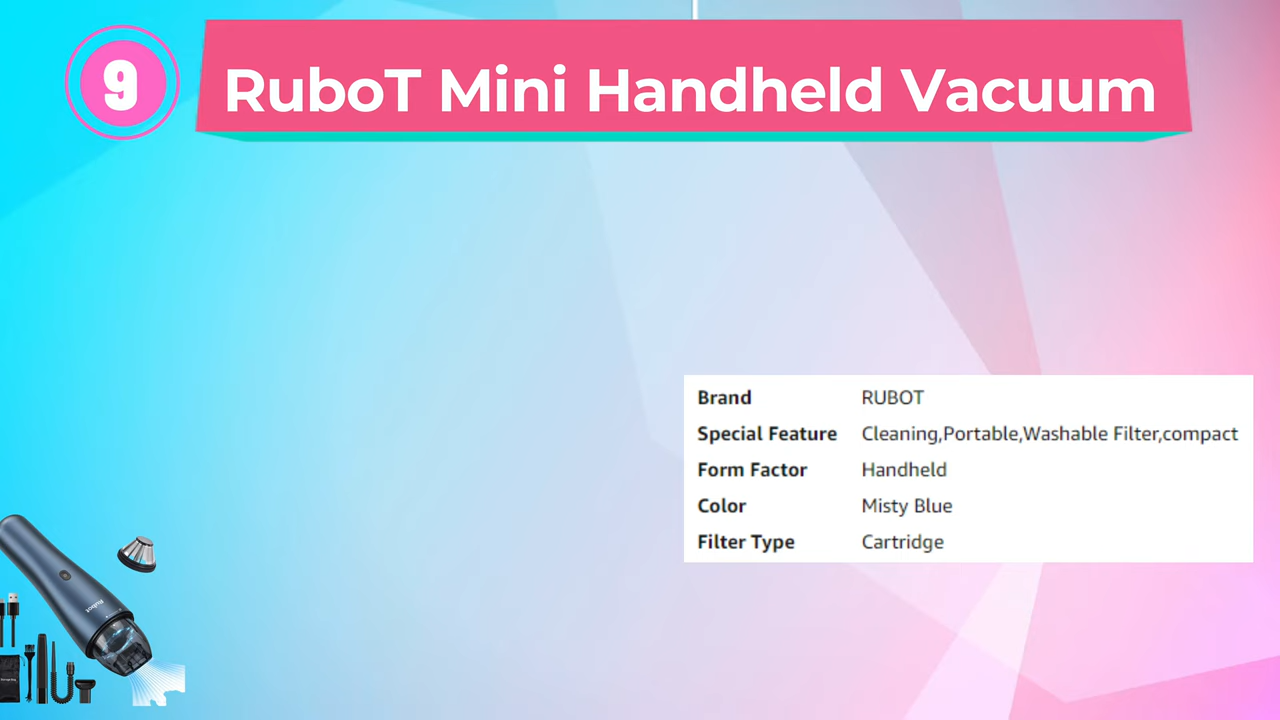 9
RuboT Mini Handheld Vacuum
Brand RUBOT
Special Feature Cleaning,Portable,Washable Filter,compact
Form Factor Handheld
Color Misty Blue
Filter Type Cartridge
Rubot